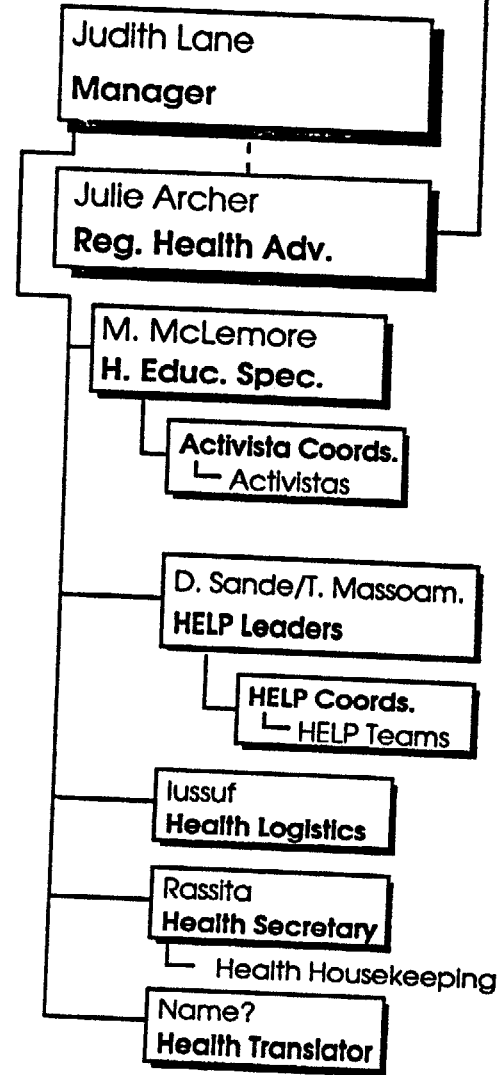 Judith Lane
Manager
Julie Archer
Reg. Health Adv.
M. McLemore
H. Educ. Spec.
Activista Coords.
Activistas
D. Sande/T. Massoam.
HELP Leaders
HELP Coords.
HELP Teams
Iussuf
Health Logistics
Rassita
Health Secretary
Health Housekeeping
Name?
Health Translator